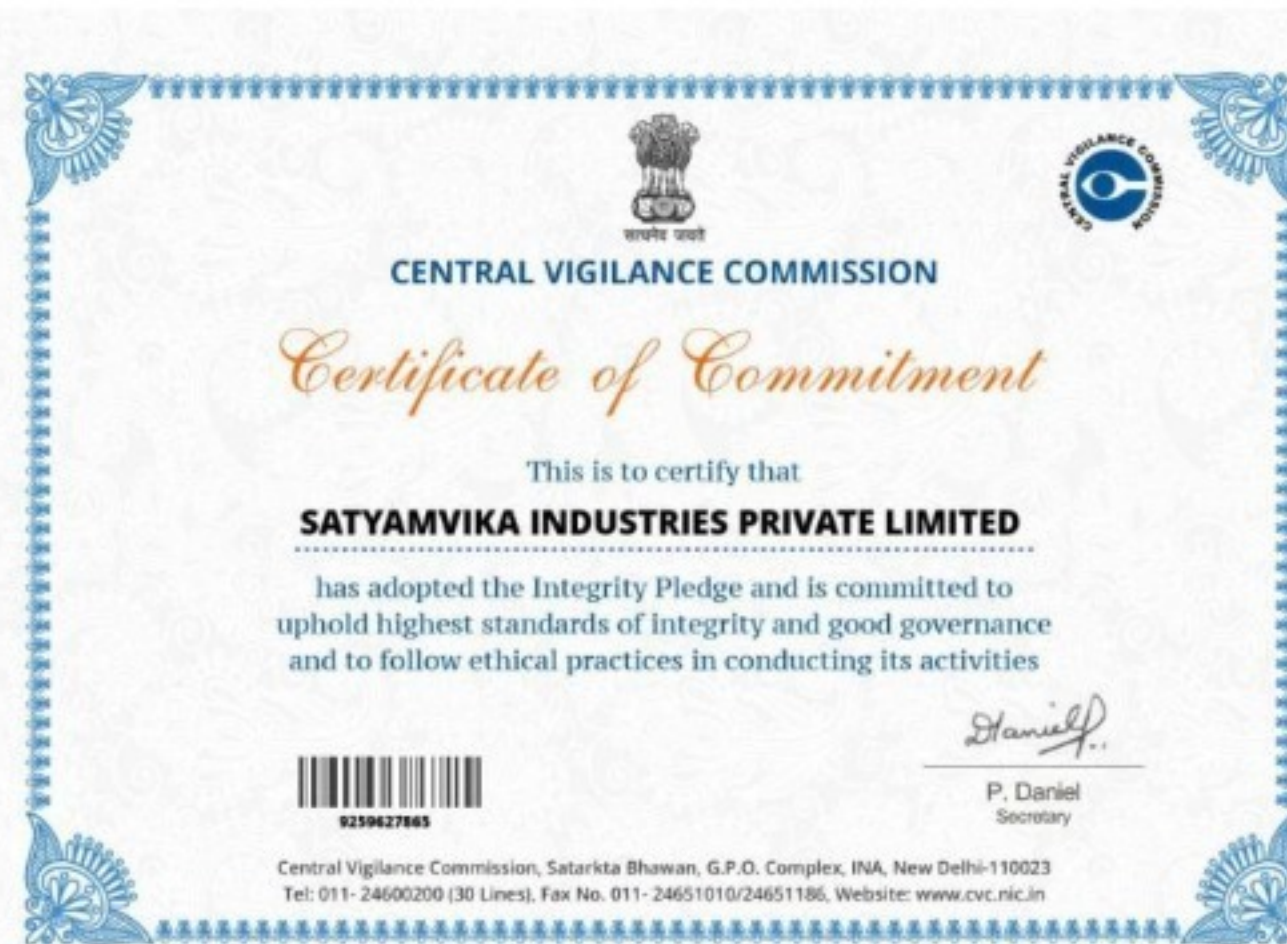 सत्यमेव जयते
CENTRAL VIGILANCE COMMISSION
CENTRAL VIGILANCE COMMISSION
Certificate of Commitment
This is to certify that
SATYAMVIKA INDUSTRIES PRIVATE LIMITED
has adopted the Integrity Pledge and is committed to
uphold highest standards of integrity and good governance
and to follow ethical practices in conducting its activities
Daniel P.
P. Daniel
Secretary
9259627865
Central Vigilance Commission, Satarkta Bhawan, G.P.O. Complex, INA, New Delhi-110023
Tel: 011- 24600200 (30 Lines), Fax No. 011- 24651010/24651186, Website: www.cvc.nic.in